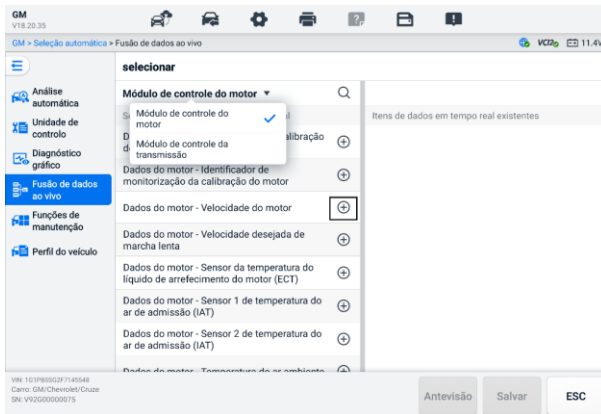 GM
V18.20.35
GM > Seleção automática > Fusão de dados ao vivo
VCI2
11.4V
selecionar
Análise
automática
Unidade de
controlo
Diagnóstico
gráfico
Fusão de dados
ao vivo
Funções de
manutenção
Perfil do veículo
Módulo de controle do motor
Módulo de controle do
motor
Módulo de controle da
transmissão
alibração
Dados do motor - Identificador de
monitorização da calibração do motor
Dados do motor - Velocidade do motor
Dados do motor - Velocidade desejada de
marcha lenta
Dados do motor - Sensor da temperatura do
líquido de arrefecimento do motor (ECT)
Dados do motor - Sensor 1 de temperatura do
ar de admissão (IAT)
Dados do motor - Sensor 2 de temperatura do
ar de admissão (IAT)
Dados do motor - Temperatura do ar ambiente
Itens de dados em tempo real existentes
VIN: 1G1PB5SG2F7145548
Carro: GM/Chevrolet/Cruze
SN: V92G00000075
Antevisão
Salvar
ESC